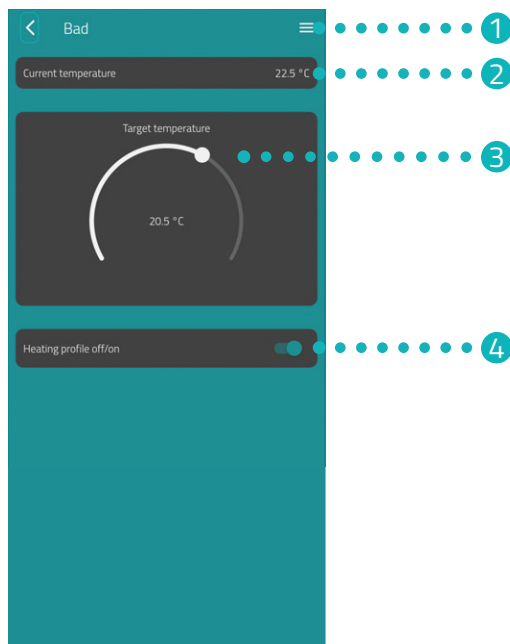 Bad
1
Current temperature 22.5 °C
2
Target temperature
3
20.5 °C
Heating profile off/on
4